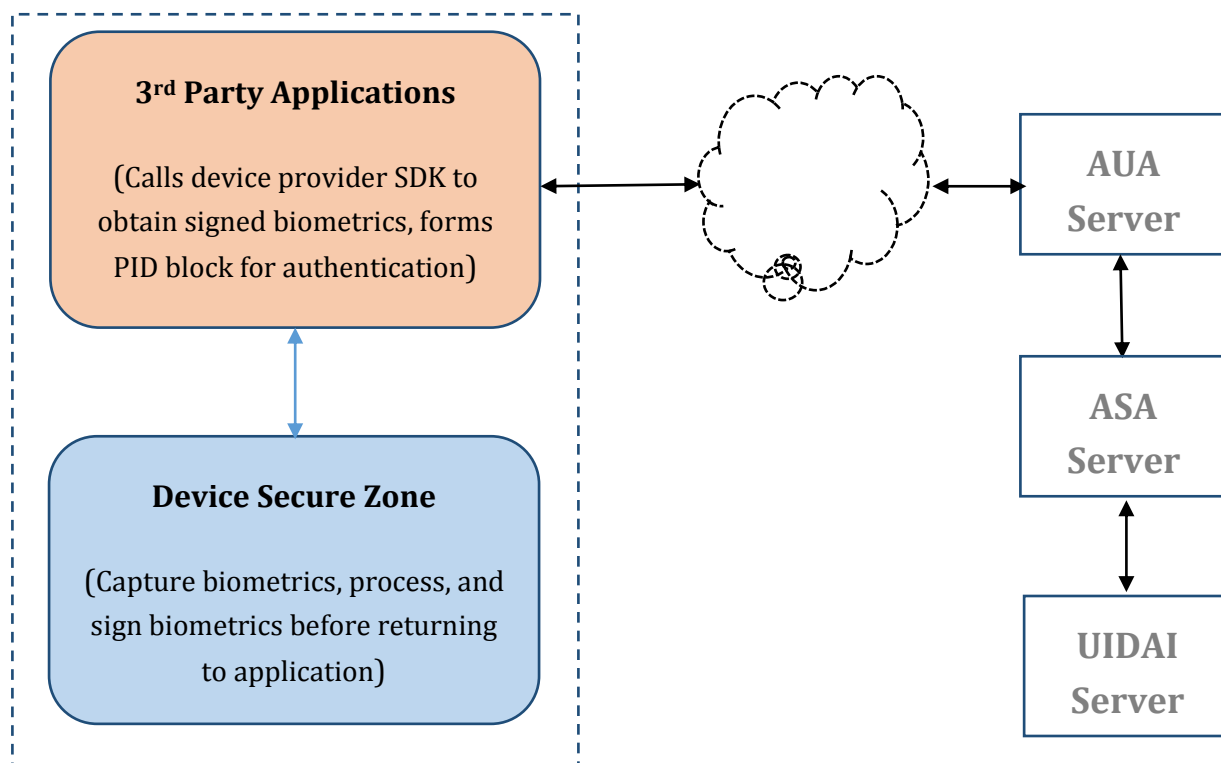 3rd Party Applications
(Calls device provider SDK to
obtain signed biometrics, forms
PID block for authentication)
Device Secure Zone
(Capture biometrics, process, and
sign biometrics before returning
to application)
AUA
Server
ASA
Server
UIDAI
Server